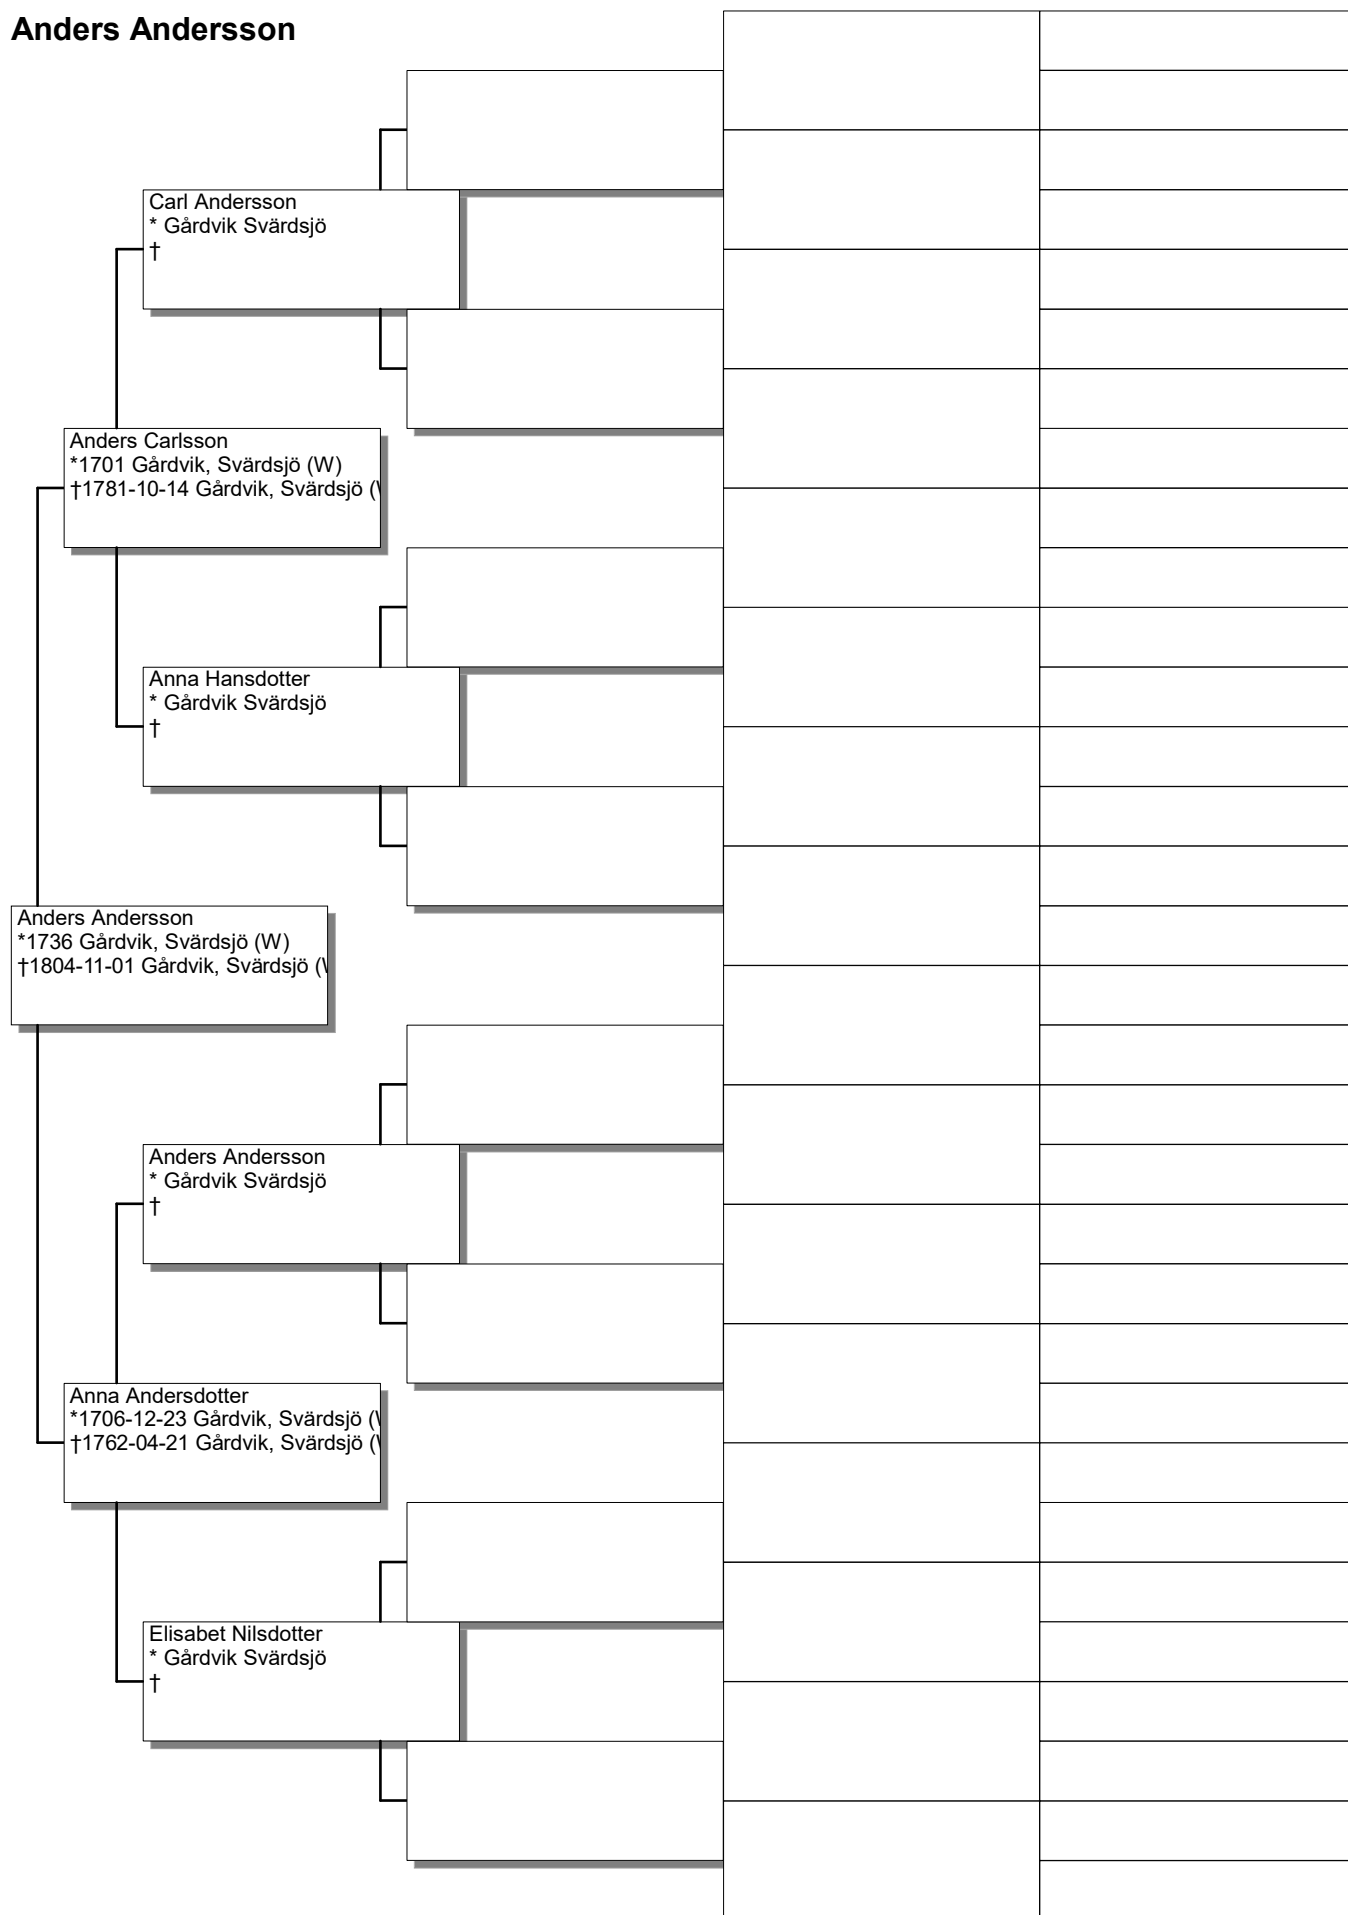 Anders Andersson
Carl Andersson
* Gårdvik Svärdsjö
†
Anders Carlsson
*1701 Gårdvik, Svärdsjö (W)
†1781-10-14 Gårdvik, Svärdsjö (
Anna Hansdotter
* Gårdvik Svärdsjö
†
Anders Andersson
*1736 Gårdvik, Svärdsjö (W)
†1804-11-01 Gårdvik, Svärdsjö (
Anders Andersson
* Gårdvik Svärdsjö
†
Anna Andersdotter
*1706-12-23 Gårdvik, Svärdsjö (
†1762-04-21 Gårdvik, Svärdsjö (
Elisabet Nilsdotter
* Gårdvik Svärdsjö
†